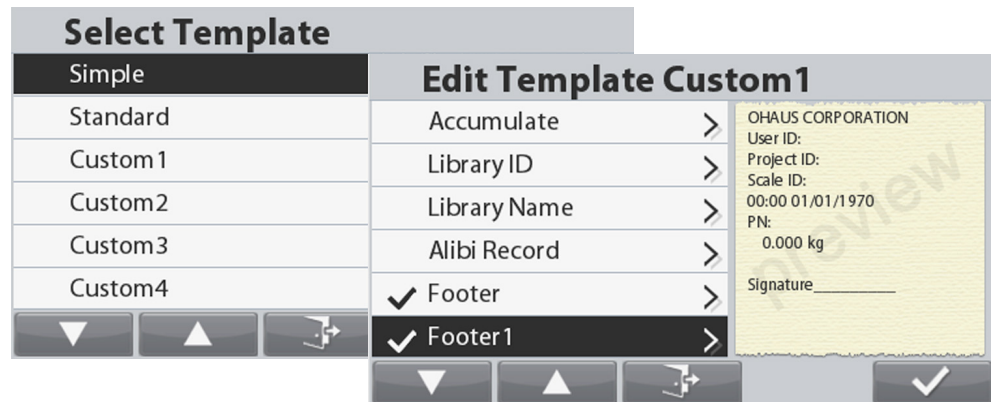 Select Template
Simple
Standard
Custom1
Custom2
Custom3
Custom4
Edit Template Custom1
Accumulate
Library ID
Library Name
Alibi Record
Footer
Footer1
OHAUS CORPORATION
User ID:
Project ID:
Scale ID:
00:00 01/01/1970
PN:
0.000 kg
Signature__________
preview